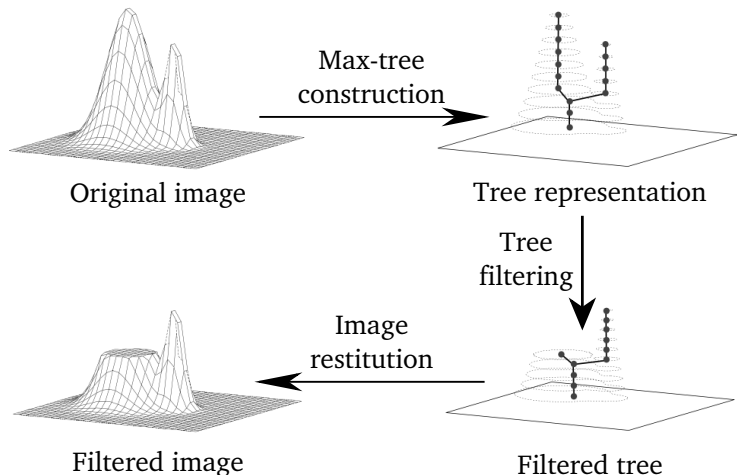 Max-tree
construction
Original image
Tree representation
Tree
filtering
Image
restitution
Filtered image
Filtered tree